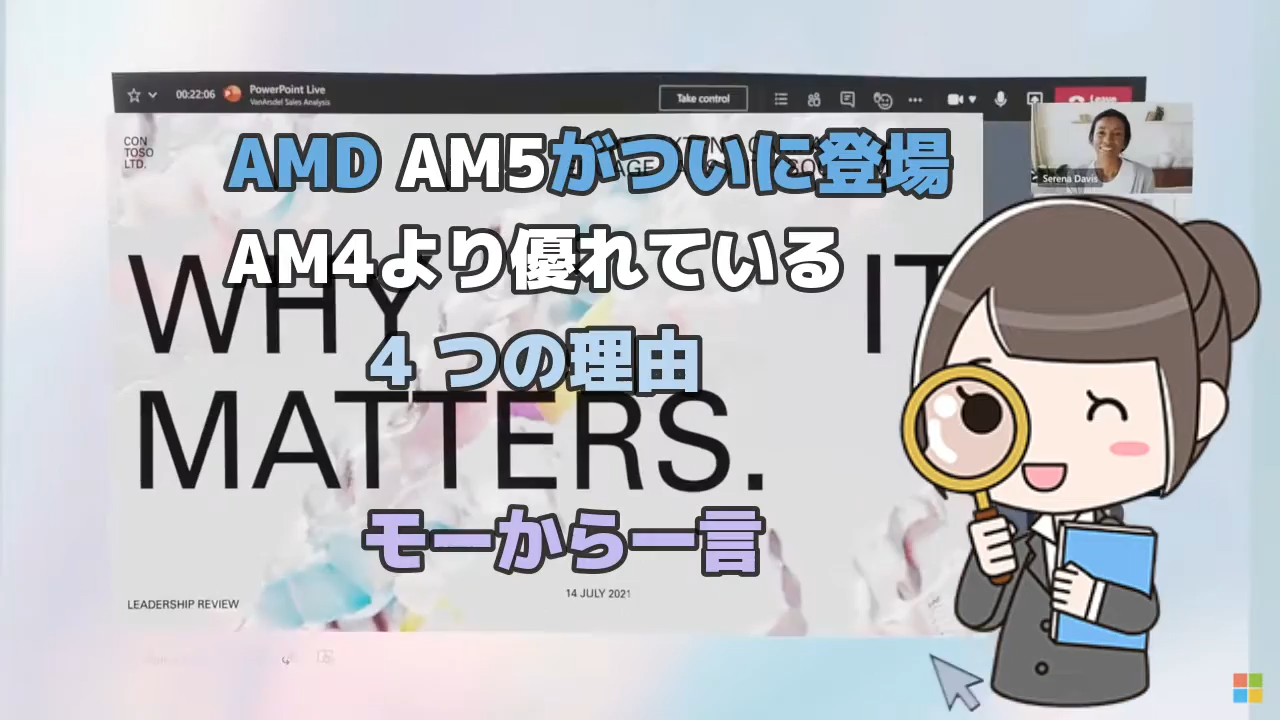 00:22:06
PowerPoint Live
VanArsdel Sales Analysis
Take control
Leave
CON
TOSO
LTD.
Serena Davis
AMD AM5がついに登場
AM4より優れている
4 つの理由
WHY IT
MATTERS.
モーから一言
LEADERSHIP REVIEW
14 JULY 2021